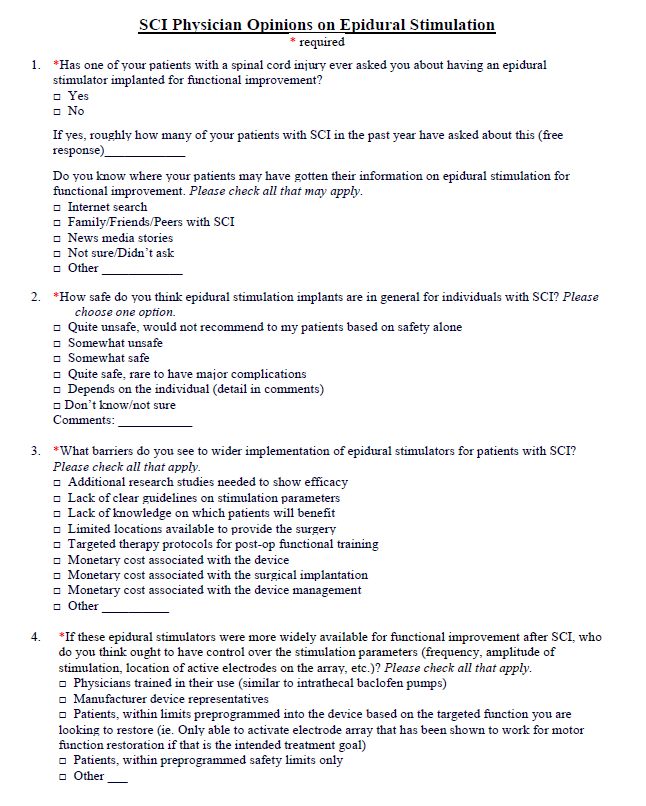 SCI Physician Opinions on Epidural Stimulation
* required
1. *Has one of your patients with a spinal cord injury ever asked you about having an epidural
stimulator implanted for functional improvement?
□ Yes
□ No
If yes, roughly how many of your patients with SCI in the past year have asked about this (free
response)_____________
Do you know where your patients may have gotten their information on epidural stimulation for
functional improvement. Please check all that may apply.
□ Internet search
□ Family/Friends/Peers with SCI
□ News media stories
□ Not sure/Didn't ask
□ Other _____________
2. *How safe do you think epidural stimulation implants are in general for individuals with SCI? Please
choose one option.
□ Quite unsafe, would not recommend to my patients based on safety alone
□ Somewhat unsafe
□ Somewhat safe
□ Quite safe, rare to have major complications
□ Depends on the individual (detail in comments)
□ Don't know/not sure
Comments: ____________
3. *What barriers do you see to wider implementation of epidural stimulators for patients with SCI?
Please check all that apply.
□ Additional research studies needed to show efficacy
□ Lack of clear guidelines on stimulation parameters
□ Lack of knowledge on which patients will benefit
□ Limited locations available to provide the surgery
□ Targeted therapy protocols for post-op functional training
□ Monetary cost associated with the device
□ Monetary cost associated with the surgical implantation
□ Monetary cost associated with the device management
□ Other ___________
4. *If these epidural stimulators were more widely available for functional improvement after SCI, who
do you think ought to have control over the stimulation parameters (frequency, amplitude of
stimulation, location of active electrodes on the array, etc.)? Please check all that apply.
□ Physicians trained in their use (similar to intrathecal baclofen pumps)
□ Manufacturer device representatives
□ Patients, within limits preprogrammed into the device based on the targeted function you are
looking to restore (ie. Only able to activate electrode array that has been shown to work for motor
function restoration if that is the intended treatment goal)
□ Patients, within preprogrammed safety limits only
□ Other ___